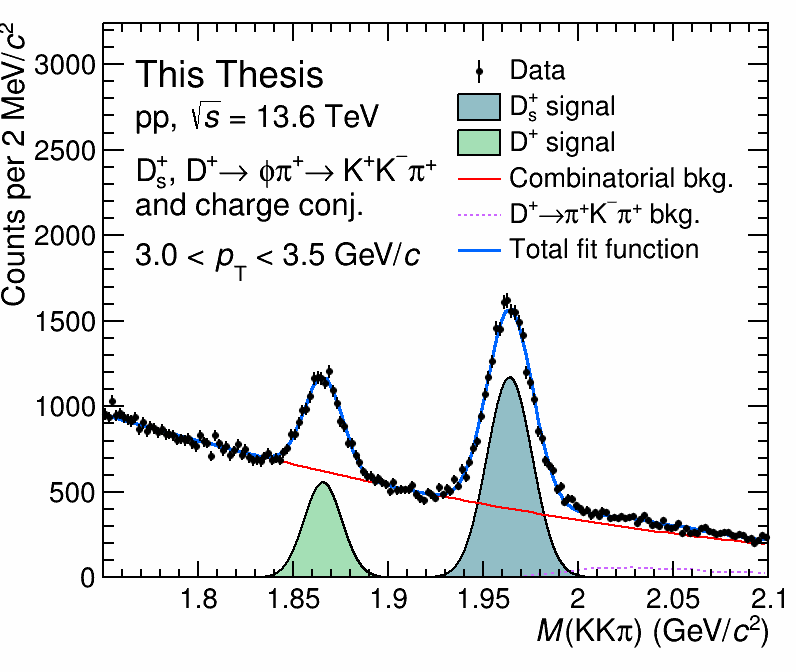 Counts per 2 MeV/c²
3000
2500
2000
1500
1000
500
0
This Thesis
pp, √s = 13.6 TeV
D⁺ₛ, D⁺→ ϕπ⁺→ K⁺K⁻π⁺
and charge conj.
3.0 < p_T < 3.5 GeV/c
Data
D⁺ₛ signal
D⁺ signal
Combinatorial bkg.
D⁺→π⁺K⁻π⁺ bkg.
Total fit function
1.8 1.85 1.9 1.95 2 2.05 2.1
M(KKπ) (GeV/c²)